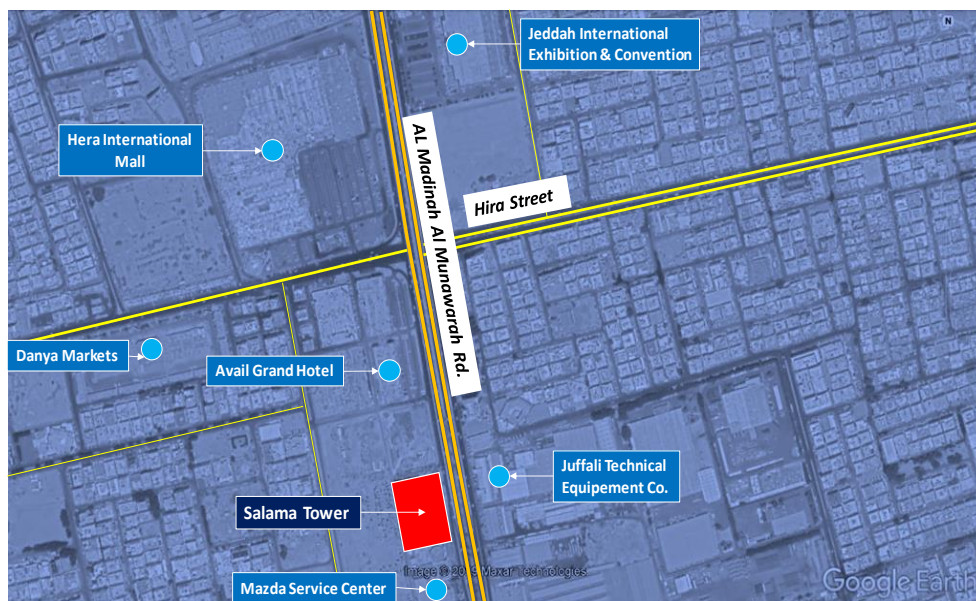 N
Jeddah International
Exhibition & Convention
Hera International
Mall
AL Madinah Al Munawarah Rd.
Hira Street
Danya Markets
Avail Grand Hotel
Juffali Technical
Equipement Co.
Salama Tower
Mazda Service Center
Image © 2019 Maxar Technologies
Google Earth